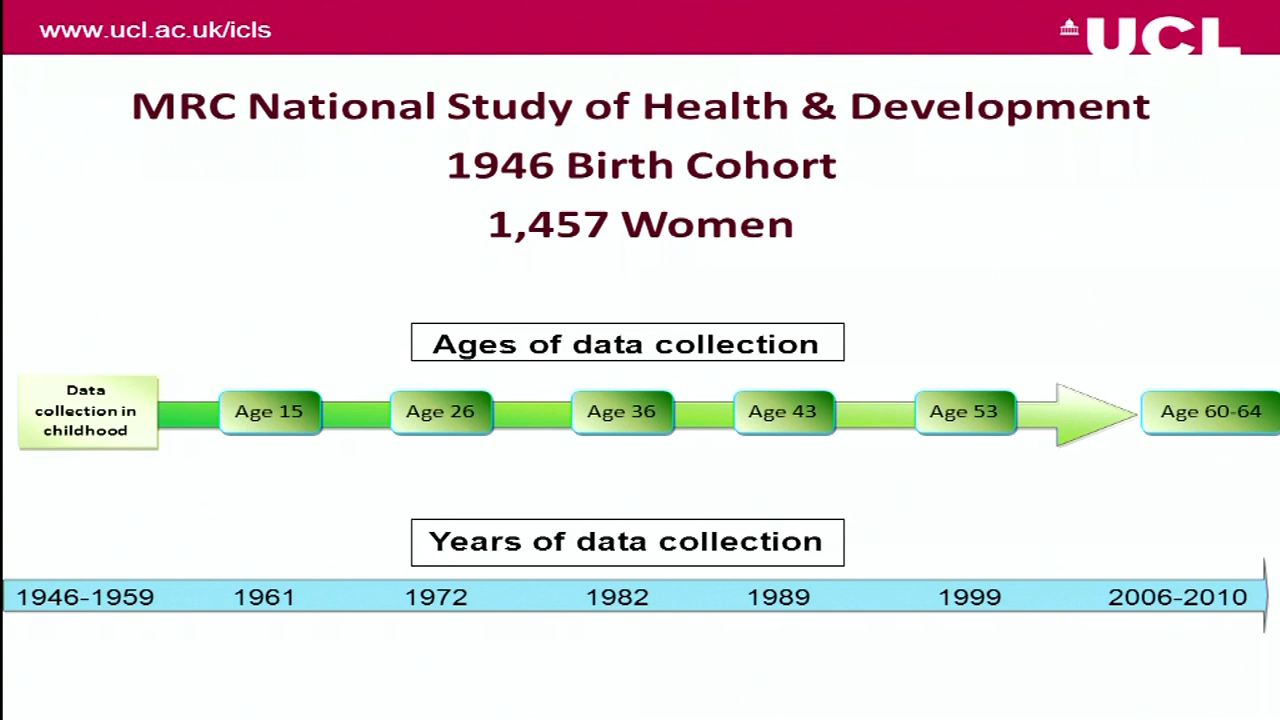 www.ucl.ac.uk/icls
UCL
MRC National Study of Health & Development
1946 Birth Cohort
1,457 Women
Ages of data collection
Data
collection in
childhood
Age 15
Age 26
Age 36
Age 43
Age 53
Age 60-64
Years of data collection
1946-1959
1961
1972
1982
1989
1999
2006-2010